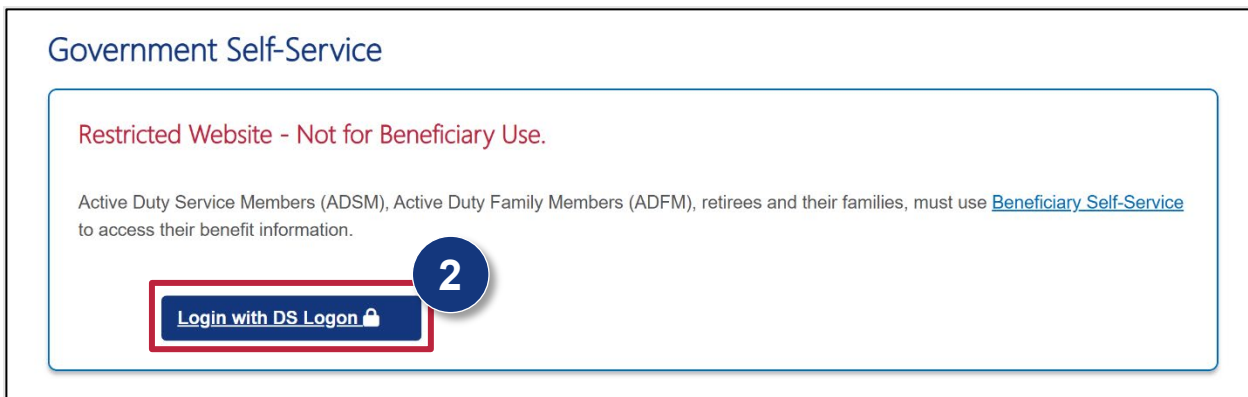 Government Self-Service
Restricted Website - Not for Beneficiary Use.
Active Duty Service Members (ADSM), Active Duty Family Members (ADFM), retirees and their families, must use Beneficiary Self-Service
to access their benefit information.
2
Login with DS Logon